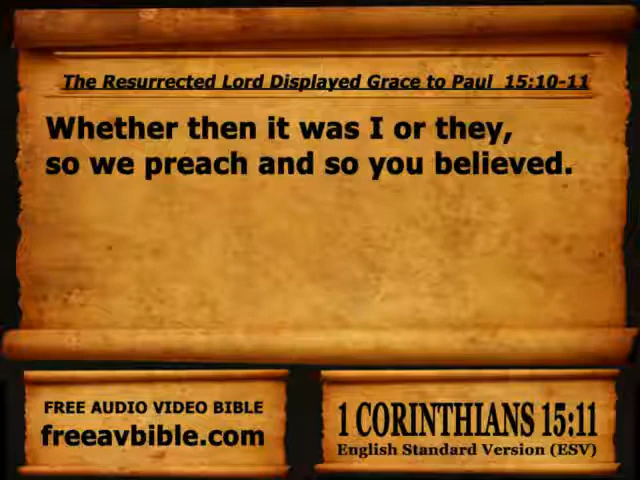 The Resurrected Lord Displayed Grace to Paul 15:10-11
Whether then it was I or they,
so we preach and so you believed.
FREE AUDIO VIDEO BIBLE
freeavbible.com
1 CORINTHIANS 15:11
English Standard Version (ESV)